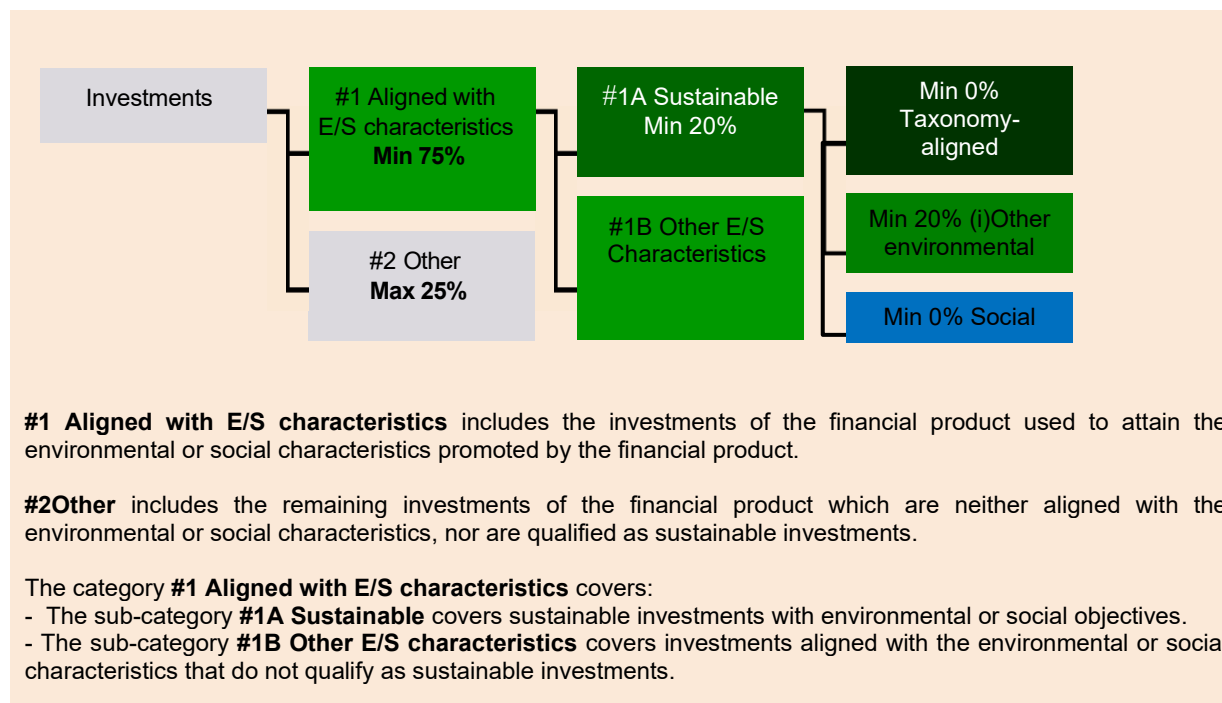 Investments
#1 Aligned with
E/S characteristics
Min 75%
#2 Other
Max 25%
#1A Sustainable
Min 20%
#1B Other E/S
Characteristics
Min 0%
Taxonomy-
aligned
Min 20% (i)Other
environmental
Min 0% Social
#1 Aligned with E/S characteristics includes the investments of the financial product used to attain the
environmental or social characteristics promoted by the financial product.
#2Other includes the remaining investments of the financial product which are neither aligned with the
environmental or social characteristics, nor are qualified as sustainable investments.
The category #1 Aligned with E/S characteristics covers:
- The sub-category #1A Sustainable covers sustainable investments with environmental or social objectives.
- The sub-category #1B Other E/S characteristics covers investments aligned with the environmental or social
characteristics that do not qualify as sustainable investments.